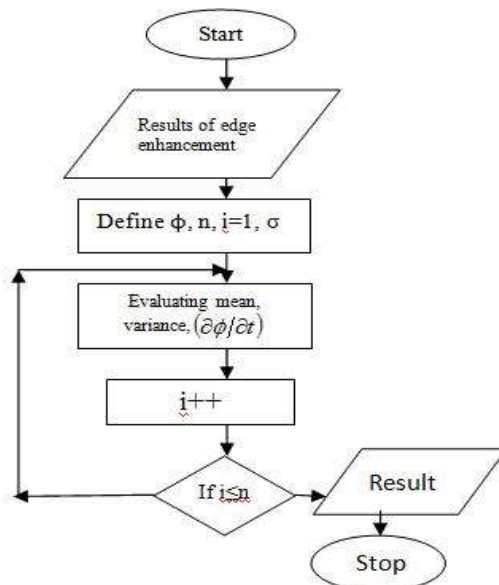 Start
Results of edge
enhancement
Define ϕ, n, i=1, σ
Evaluating mean,
variance, (∂ϕ/∂t)
i++
If i≤n
Result
Stop